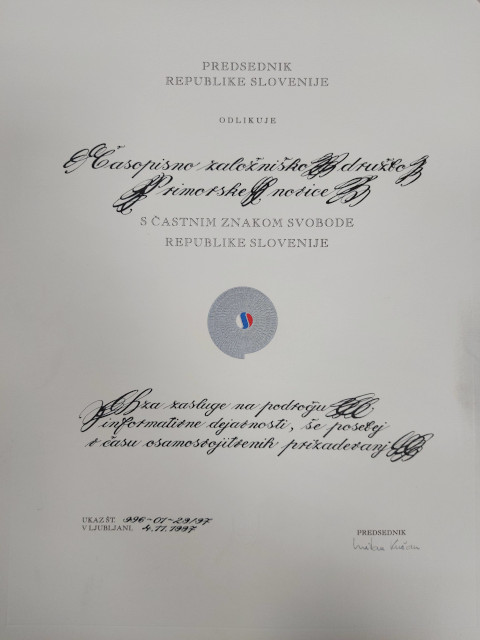 PREDSEDNIK
REPUBLIKE SLOVENIJE
ODLIKUJE
Časopisno založniško družbo
Primorske novice
S ČASTNIM ZNAKOM SVOBODE
REPUBLIKE SLOVENIJE
za zasluge na področju
informativne dejavnosti, še posebej
v času osamosvojitvenih prizadevanj
UKAZ ŠT. 996-01-29/97
V LJUBLJANI, 4.11.1997
PREDSEDNIK
Milan Kučan